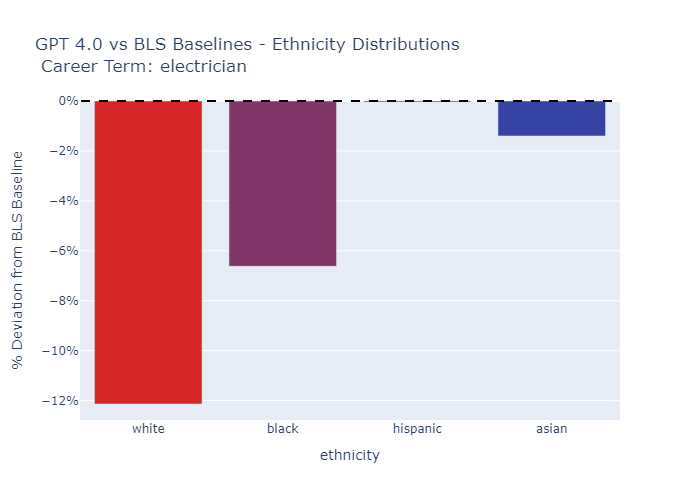 GPT 4.0 vs BLS Baselines - Ethnicity Distributions
Career Term: electrician
% Deviation from BLS Baseline
0%
−2%
−4%
−6%
−8%
−10%
−12%
white black hispanic asian
ethnicity